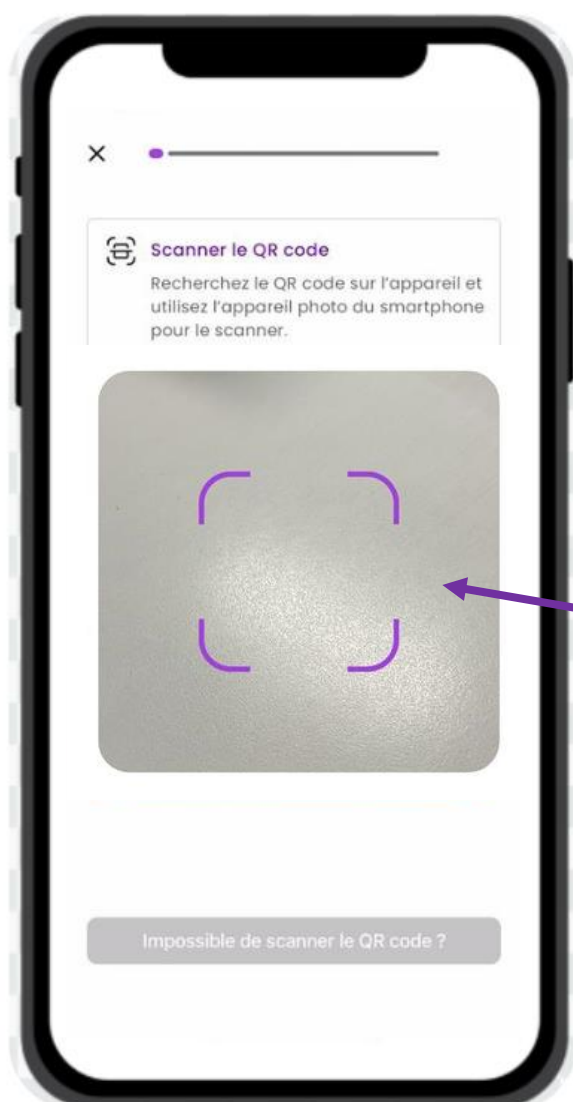 Scanner le QR code
Recherchez le QR code sur l'appareil et
utilisez l'appareil photo du smartphone
pour le scanner.
Impossible de scanner le QR code ?